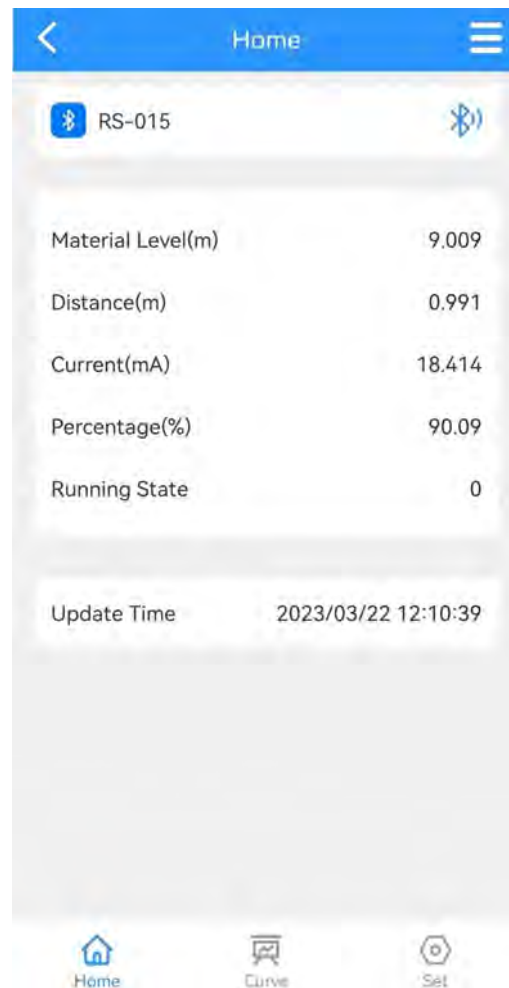 Home
RS-015
Material Level(m) 9.009
Distance(m) 0.991
Current(mA) 18.414
Percentage(%) 90.09
Running State 0
Update Time 2023/03/22 12:10:39
Home Curve Set